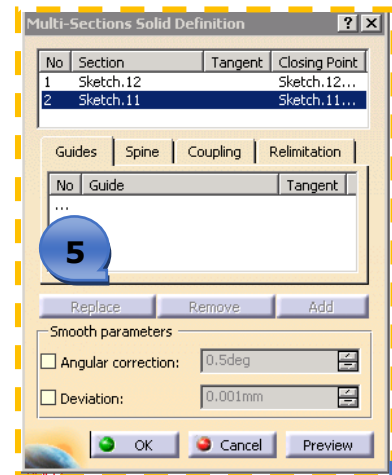 Multi-Sections Solid Definition ? X
No Section Tangent Closing Point
1 Sketch.12 Sketch.12...
2 Sketch.11 Sketch.11...
Guides Spine Coupling Relimitation
No Guide Tangent
...
5
Replace Remove Add
Smooth parameters
Angular correction: 0.5deg
Deviation: 0.001mm
OK Cancel Preview